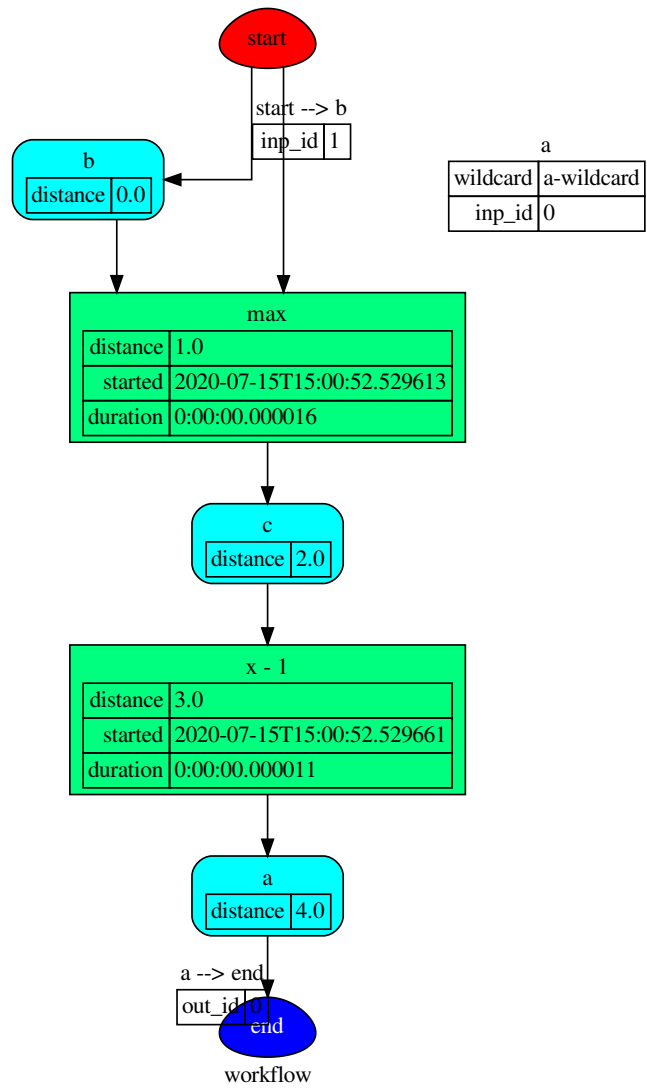 start
start --> b
inp_id 1
b
distance 0.0
a
wildcard a-wildcard
inp_id 0
max
distance 1.0
started 2020-07-15T15:00:52.529613
duration 0:00:00.000016
c
distance 2.0
x - 1
distance 3.0
started 2020-07-15T15:00:52.529661
duration 0:00:00.000011
a
distance 4.0
a --> end
out_id 0
end
workflow